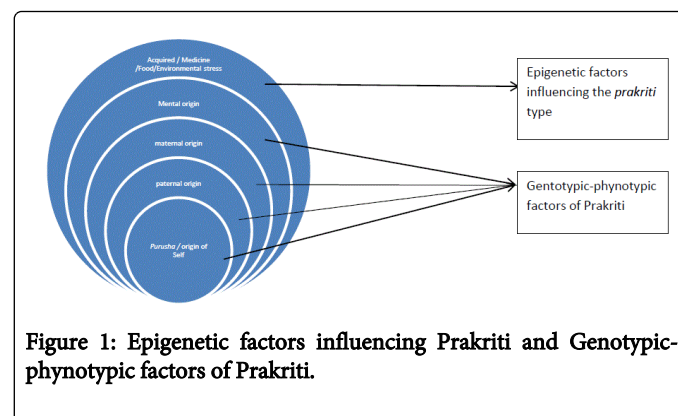 Acquired / Medicine
/Food/Environmental stress
Mental origin
maternal origin
paternal origin
Purusha / origin of
Self
Epigenetic factors
influencing the prakriti
type
Gentotypic-phynotypic
factors of Prakriti
Figure 1: Epigenetic factors influencing Prakriti and Genotypic-
phynotypic factors of Prakriti.